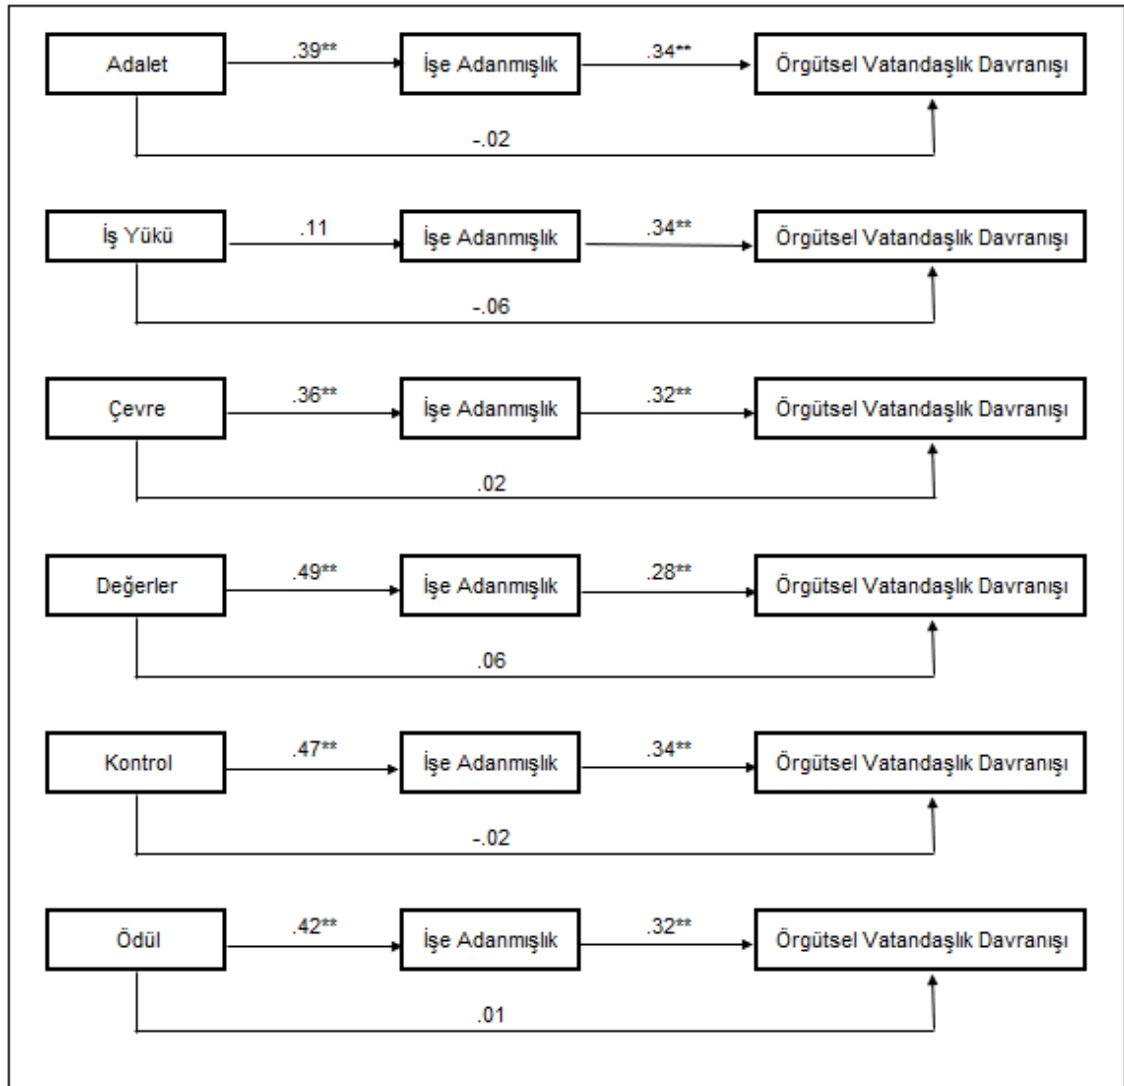 .39**
.34**
Adalet
İşe Adanmışlık
Örgütsel Vatandaşlık Davranışı
-.02
.11
.34**
İş Yükü
İşe Adanmışlık
Örgütsel Vatandaşlık Davranışı
-.06
.36**
.32**
Çevre
İşe Adanmışlık
Örgütsel Vatandaşlık Davranışı
.02
.49**
.28**
Değerler
İşe Adanmışlık
Örgütsel Vatandaşlık Davranışı
.06
.47**
.34**
Kontrol
İşe Adanmışlık
Örgütsel Vatandaşlık Davranışı
-.02
.42**
.32**
Ödül
İşe Adanmışlık
Örgütsel Vatandaşlık Davranışı
.01